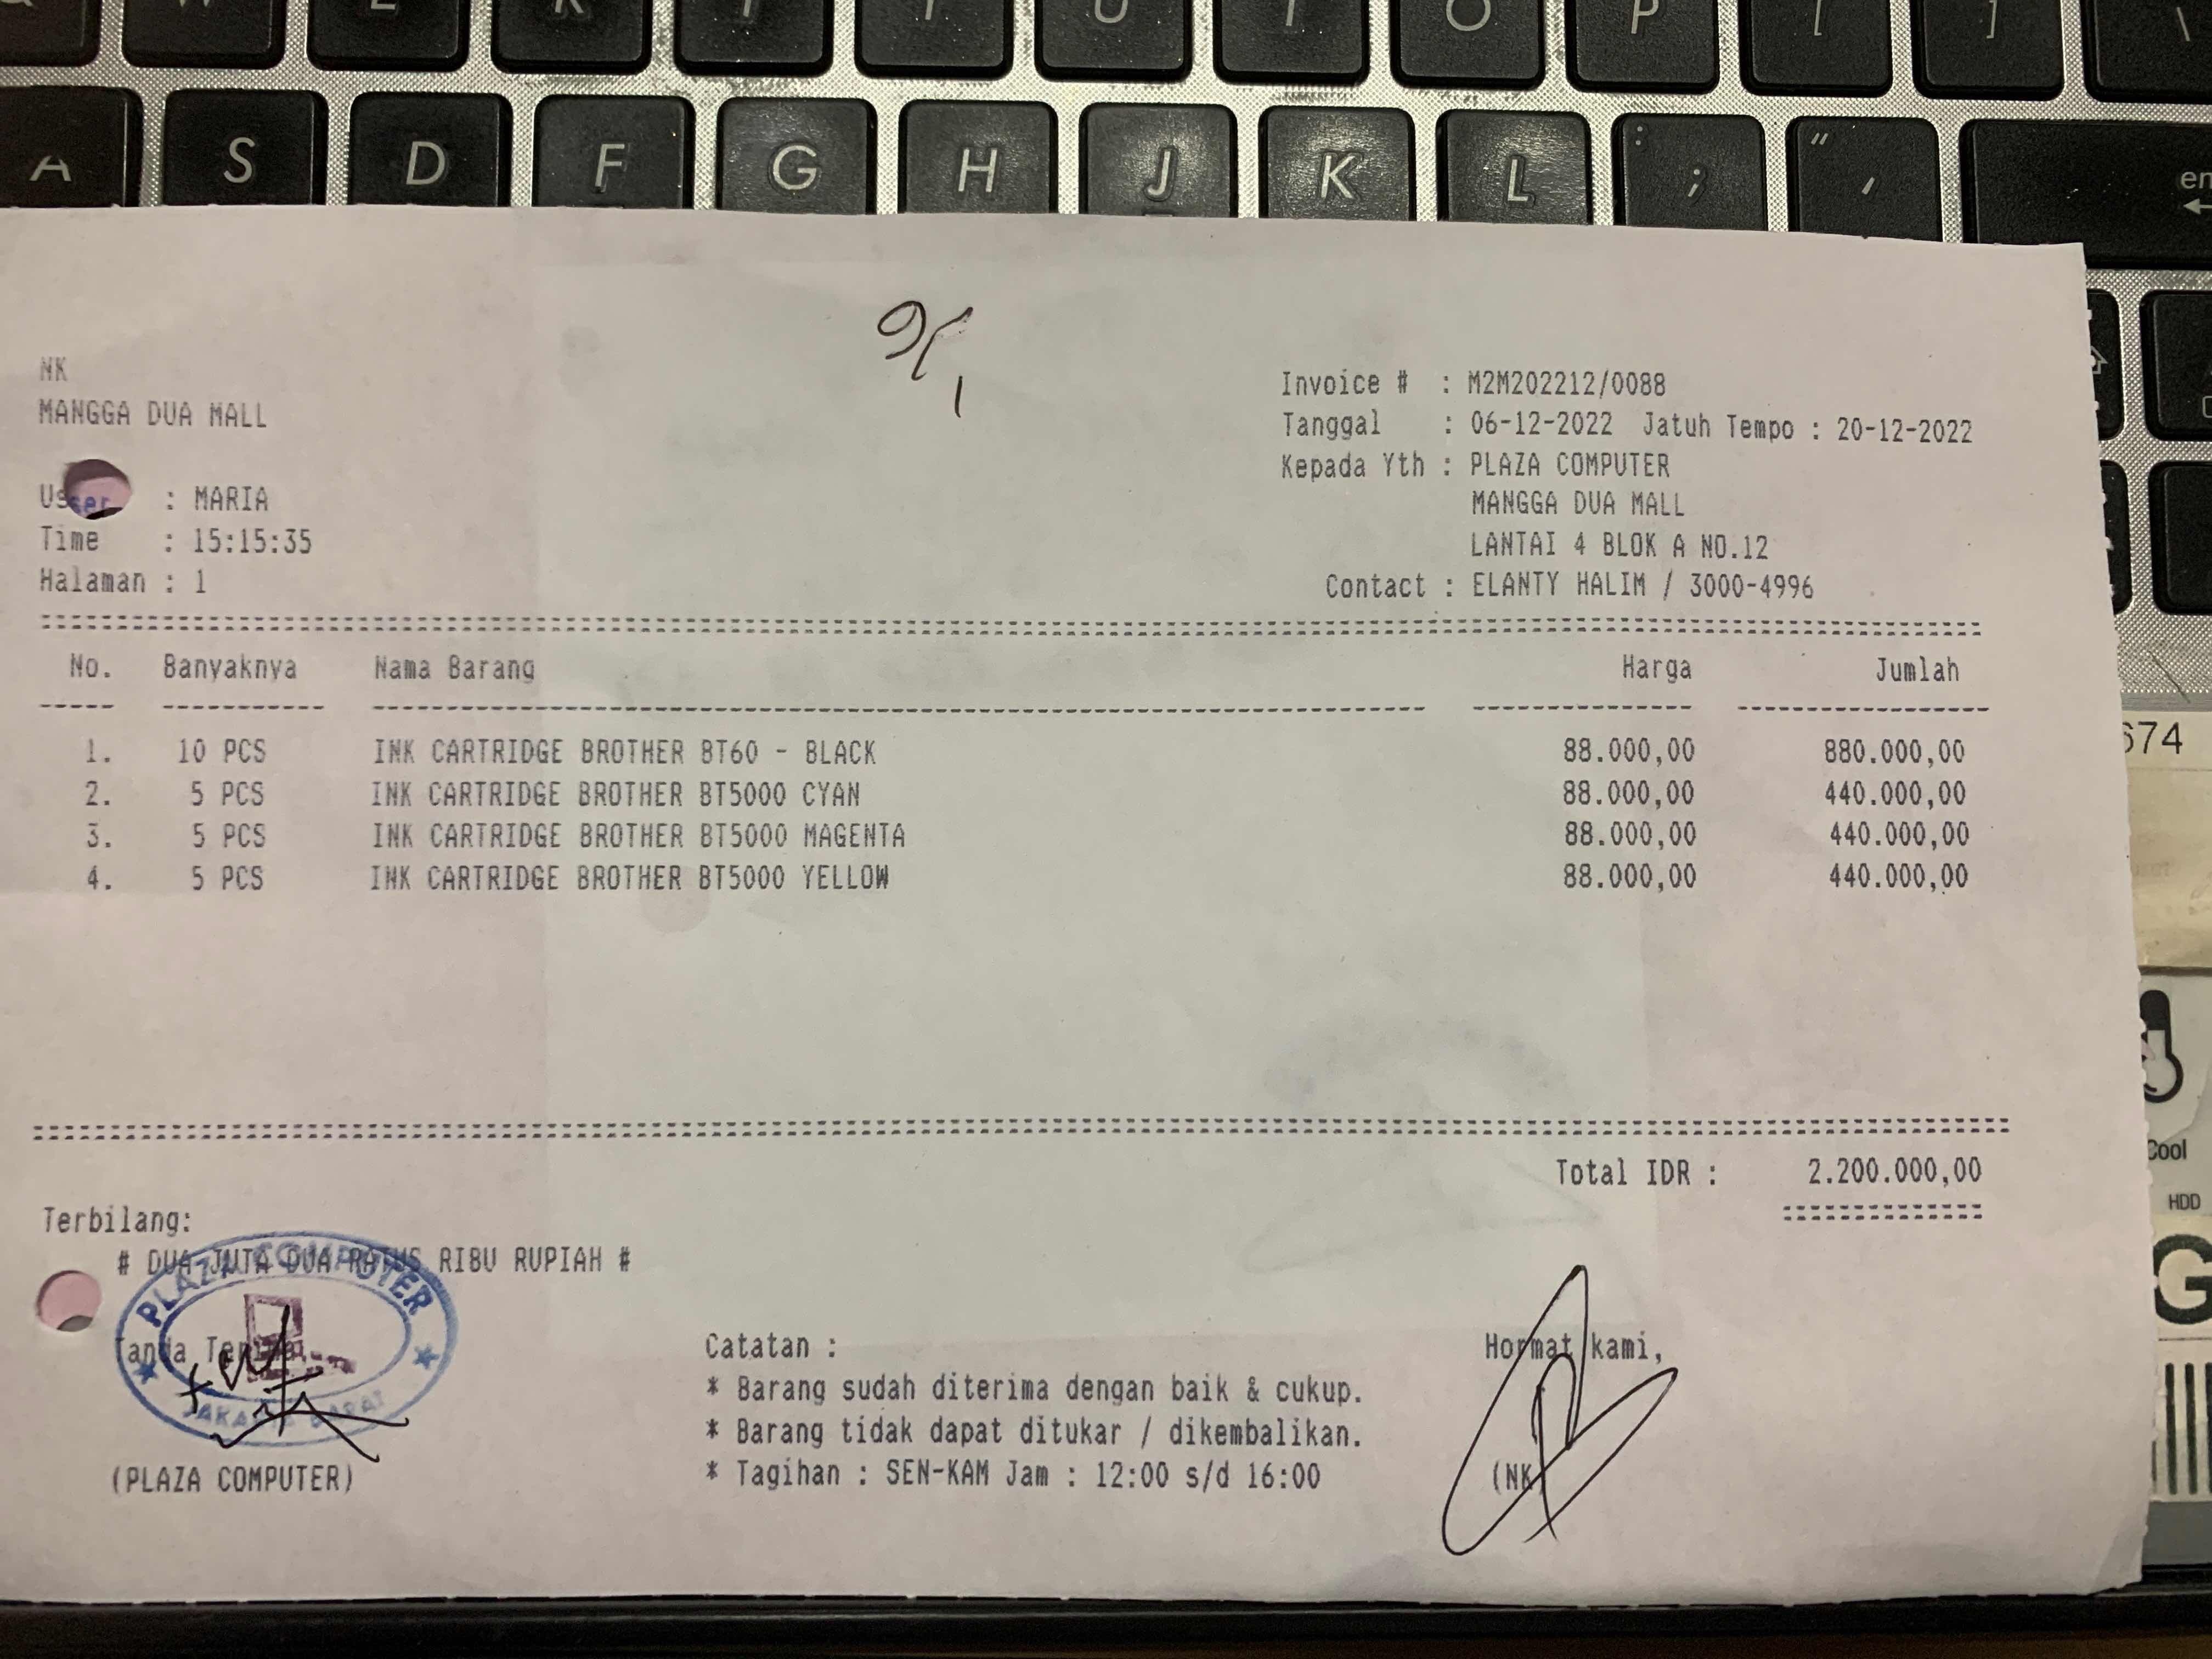 W E R T Y U I O P [ ] \
A S D F G H J K L : ; " '
NK
MANGGA DUA MALL
User : MARIA
Time : 15:15:35
Halaman : 1
Invoice # : M2M202212/0088
Tanggal : 06-12-2022 Jatuh Tempo : 20-12-2022
Kepada Yth : PLAZA COMPUTER
MANGGA DUA MALL
LANTAI 4 BLOK A NO.12
Contact : ELANTY HALIM / 3000-4996
No. Banyaknya Nama Barang Harga Jumlah
1. 10 PCS INK CARTRIDGE BROTHER BT60 - BLACK 88.000,00 880.000,00
2. 5 PCS INK CARTRIDGE BROTHER BT5000 CYAN 88.000,00 440.000,00
3. 5 PCS INK CARTRIDGE BROTHER BT5000 MAGENTA 88.000,00 440.000,00
4. 5 PCS INK CARTRIDGE BROTHER BT5000 YELLOW 88.000,00 440.000,00
Total IDR : 2.200.000,00
Terbilang:
# DUA JUTA DUA RATUS RIBU RUPIAH #
PLAZA COMPUTER
JAKARTA BARAT
Tanda Terima,
(PLAZA COMPUTER)
Catatan :
* Barang sudah diterima dengan baik & cukup.
* Barang tidak dapat ditukar / dikembalikan.
* Tagihan : SEN-KAM Jam : 12:00 s/d 16:00
Hormat kami,
(NK)
674
Cool
HDD
G